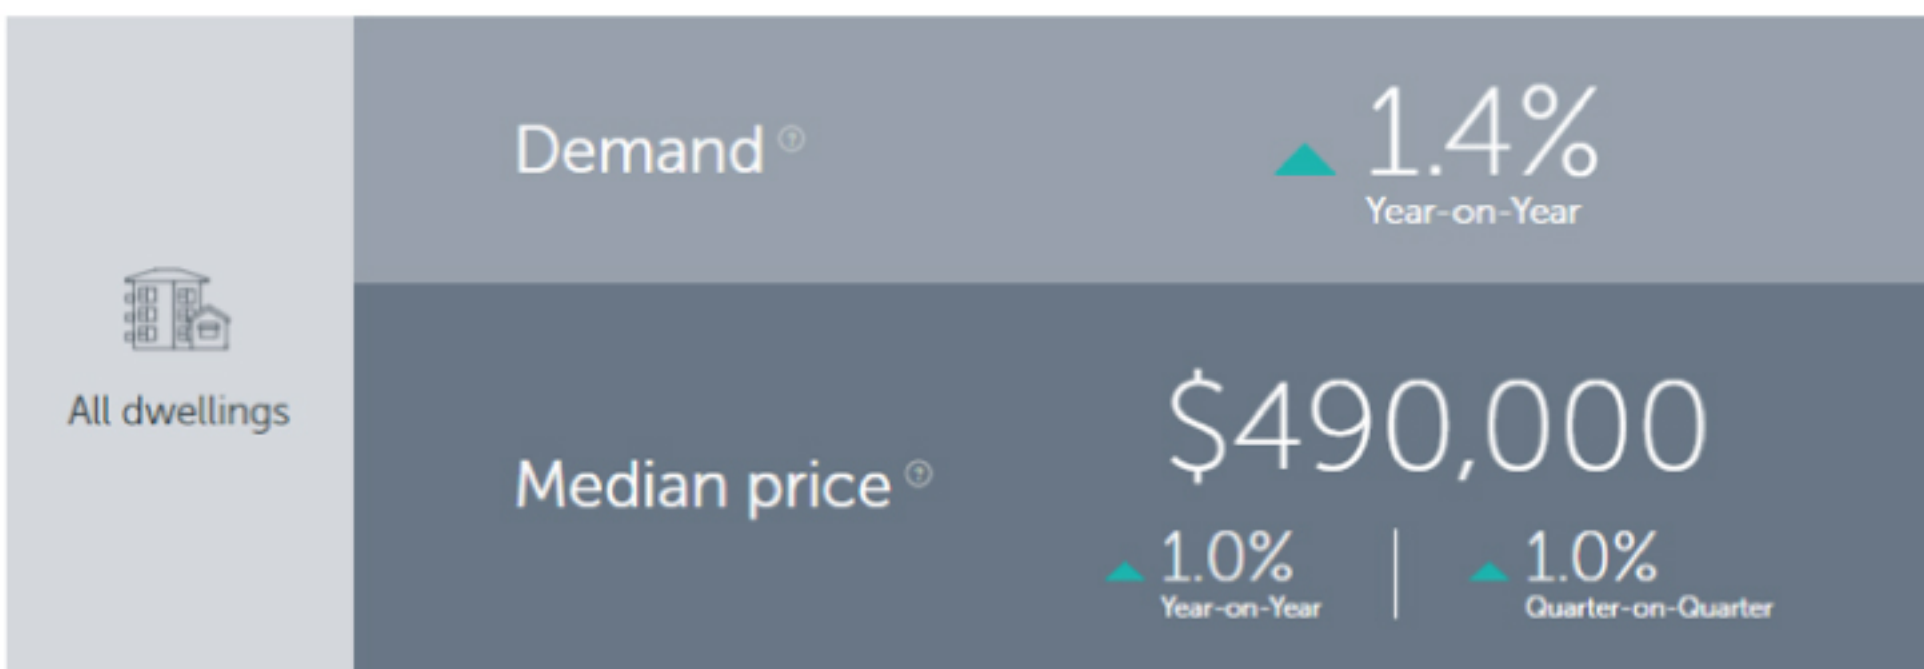 All dwellings
Demand ?
1.4%
Year-on-Year
Median price ?
$490,000
1.0%
Year-on-Year
1.0%
Quarter-on-Quarter